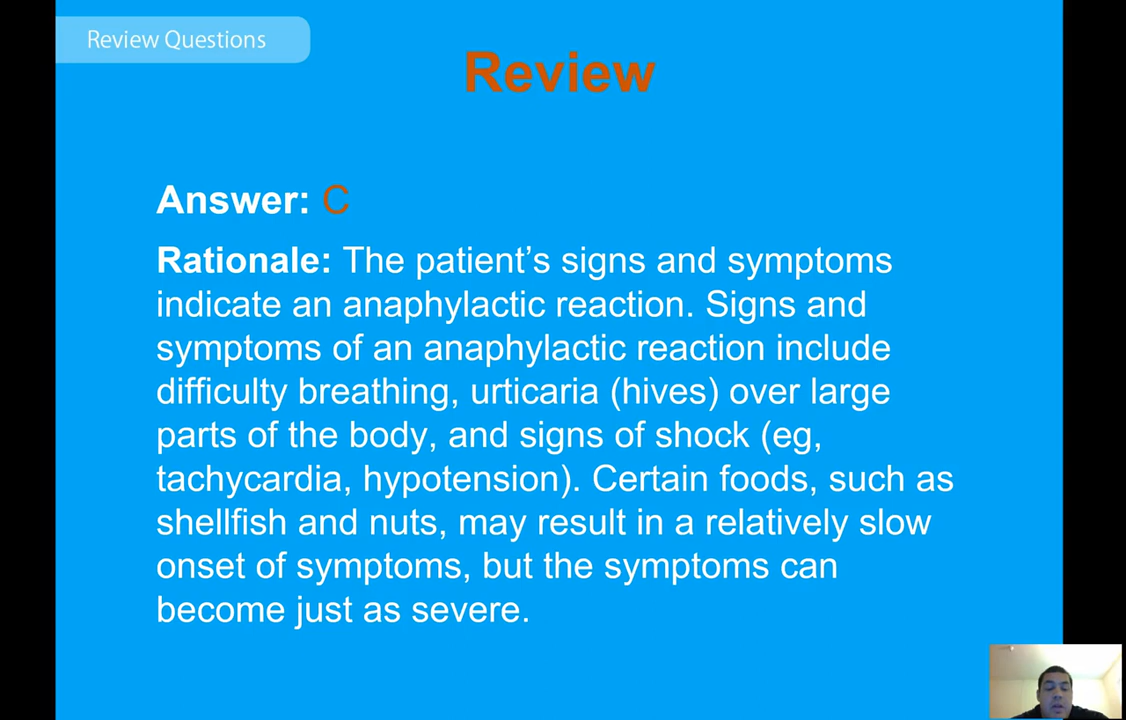 Review Questions
Review
Answer: C
Rationale: The patient’s signs and symptoms
indicate an anaphylactic reaction. Signs and
symptoms of an anaphylactic reaction include
difficulty breathing, urticaria (hives) over large
parts of the body, and signs of shock (eg,
tachycardia, hypotension). Certain foods, such as
shellfish and nuts, may result in a relatively slow
onset of symptoms, but the symptoms can
become just as severe.